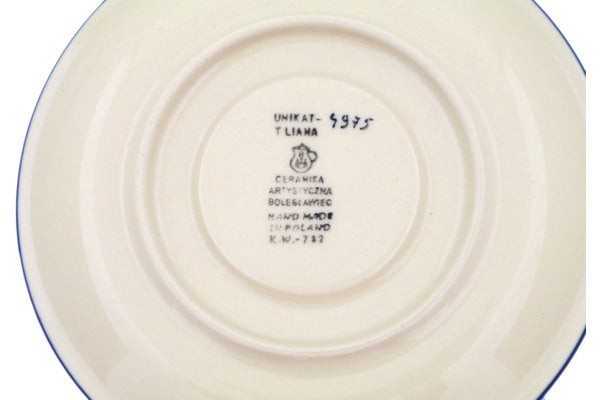 UNIKAT- 4975
T LIANA
CERAMIKA
ARTYSTYCZNA
BOLESŁAWIEC
HAND MADE
IN POLAND
K.W.-732